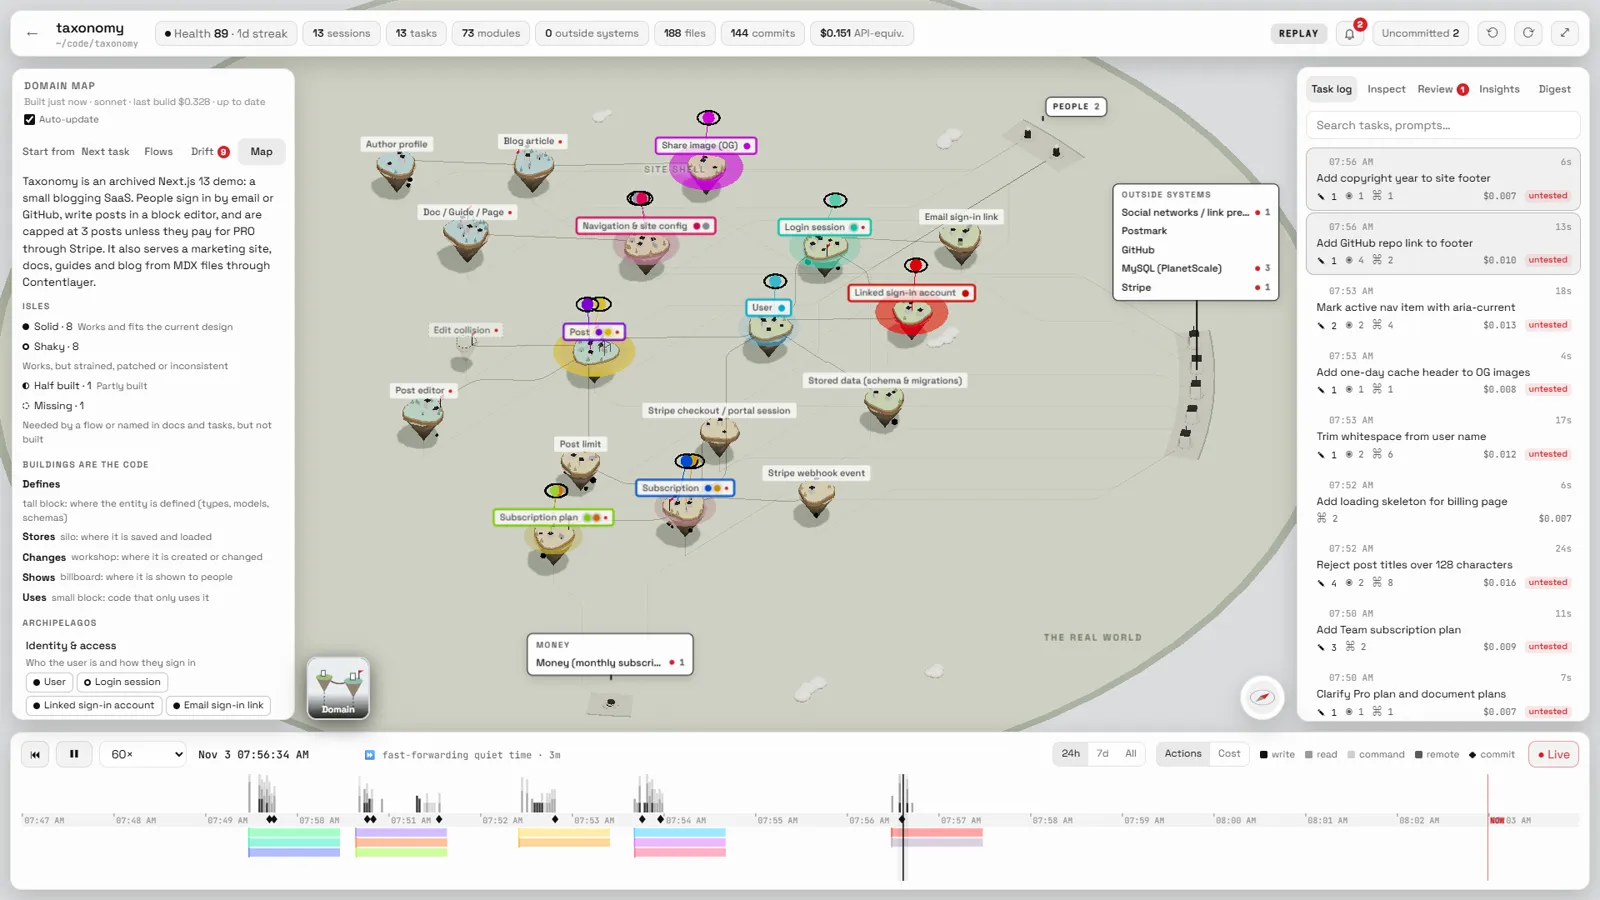 taxonomy
~/code/taxonomy
Health 89 · 1d streak
13 sessions
13 tasks
73 modules
0 outside systems
188 files
144 commits
$0.151 API-equiv.
REPLAY
2
Uncommitted 2
DOMAIN MAP
Built just now · sonnet · last build $0.328 · up to date
Auto-update
Start from
Next task
Flows
Drift 9
Map
Taxonomy is an archived Next.js 13 demo: a
small blogging SaaS. People sign in by email or
GitHub, write posts in a block editor, and are
capped at 3 posts unless they pay for PRO
through Stripe. It also serves a marketing site,
docs, guides and blog from MDX files through
Contentlayer.
ISLES
Solid · 8 Works and fits the current design
Shaky · 8
Works, but strained, patched or inconsistent
Half built · 1 Partly built
Missing · 1
Needed by a flow or named in docs and tasks, but not
built
BUILDINGS ARE THE CODE
Defines
tall block: where the entity is defined (types, models,
schemas)
Stores silo: where it is saved and loaded
Changes workshop: where it is created or changed
Shows billboard: where it is shown to people
Uses small block: code that only uses it
ARCHIPELAGOS
Identity & access
Who the user is and how they sign in
User
Login session
Linked sign-in account
Email sign-in link
PEOPLE 2
Author profile
Blog article
Share image (OG)
SITE SHELL
Doc / Guide / Page
Navigation & site config
Login session
Email sign-in link
Linked sign-in account
User
Edit collision
Post
Stored data (schema & migrations)
Post editor
Stripe checkout / portal session
Post limit
Stripe webhook event
Subscription
Subscription plan
OUTSIDE SYSTEMS
Social networks / link pre... 1
Postmark
GitHub
MySQL (PlanetScale) 3
Stripe 1
MONEY
Money (monthly subscri... 1
THE REAL WORLD
Domain
Task log
Inspect
Review 1
Insights
Digest
Search tasks, prompts...
07:56 AM 6s
Add copyright year to site footer
1 1 1 $0.007 untested
07:56 AM 13s
Add GitHub repo link to footer
1 4 2 $0.010 untested
07:53 AM 18s
Mark active nav item with aria-current
2 2 4 $0.013 untested
07:53 AM 4s
Add one-day cache header to OG images
1 1 1 $0.008 untested
07:53 AM 17s
Trim whitespace from user name
1 2 6 $0.012 untested
07:52 AM 6s
Add loading skeleton for billing page
2 $0.007
07:52 AM 24s
Reject post titles over 128 characters
4 2 8 $0.016 untested
07:50 AM 11s
Add Team subscription plan
3 2 $0.009 untested
07:50 AM 7s
Clarify Pro plan and document plans
1 1 1 $0.007 untested
60×
Nov 3 07:56:34 AM
fast-forwarding quiet time · 3m
24h
7d
All
Actions
Cost
write
read
command
remote
commit
Live
07:47 AM
07:48 AM
07:49 AM
07:50 AM
07:51 AM
07:52 AM
07:53 AM
07:54 AM
07:55 AM
07:56 AM
07:57 AM
07:58 AM
07:59 AM
08:00 AM
08:01 AM
08:02 AM
NOW
03 AM